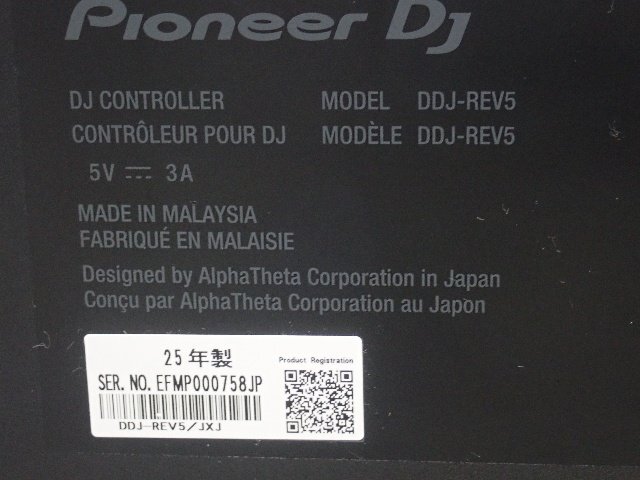 Pioneer Dj
DJ CONTROLLER MODEL DDJ-REV5
CONTRÔLEUR POUR DJ MODÈLE DDJ-REV5
5V ⎓ 3A
MADE IN MALAYSIA
FABRIQUÉ EN MALAISIE
Designed by AlphaTheta Corporation in Japan
Conçu par AlphaTheta Corporation au Japon
25年製
Product Registration
SER. NO. EFMP000758JP
DDJ-REV5/JXJ